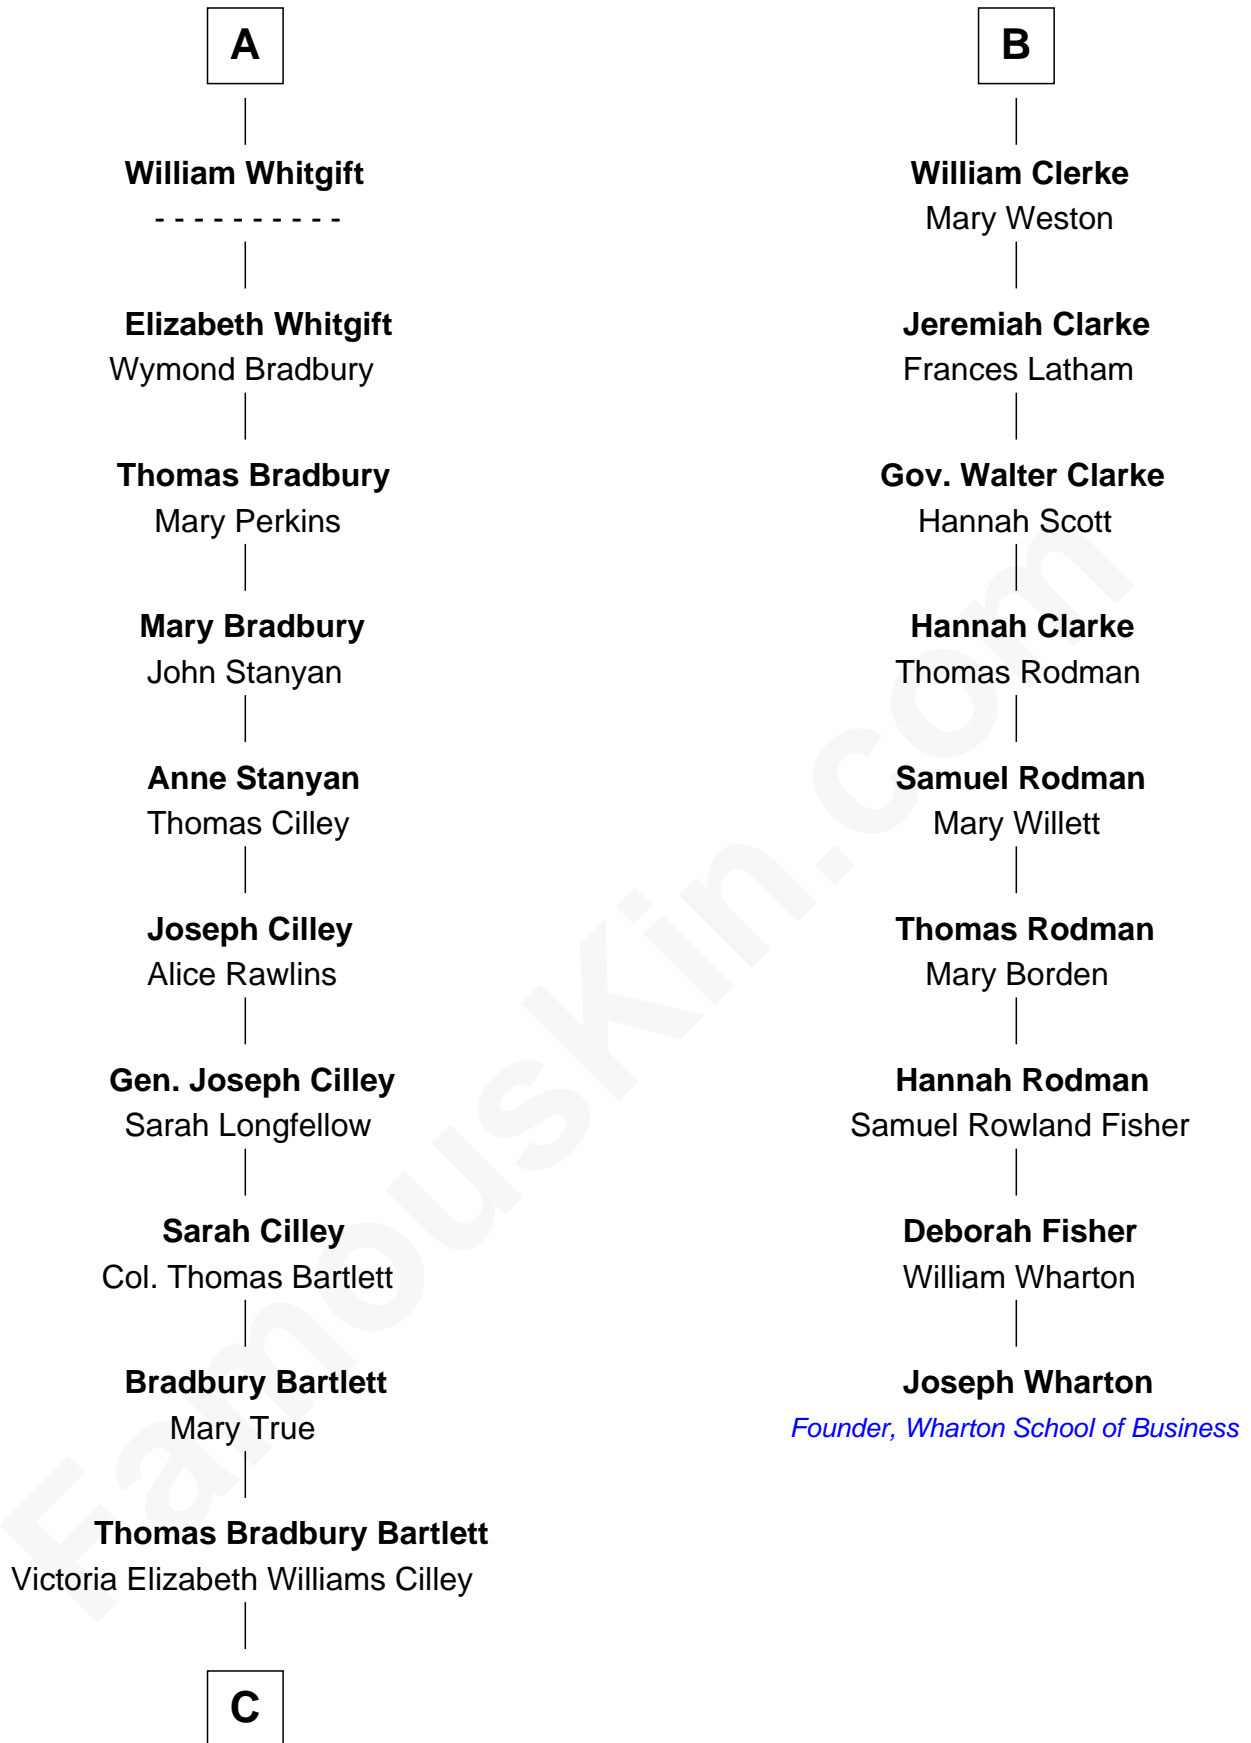 A
William Whitgift
- - - - - - - - - -
Elizabeth Whitgift
Wymond Bradbury
Thomas Bradbury
Mary Perkins
Mary Bradbury
John Stanyan
Anne Stanyan
Thomas Cilley
Joseph Cilley
Alice Rawlins
Gen. Joseph Cilley
Sarah Longfellow
Sarah Cilley
Col. Thomas Bartlett
Bradbury Bartlett
Mary True
Thomas Bradbury Bartlett
Victoria Elizabeth Williams Cilley
C
B
William Clerke
Mary Weston
Jeremiah Clarke
Frances Latham
Gov. Walter Clarke
Hannah Scott
Hannah Clarke
Thomas Rodman
Samuel Rodman
Mary Willett
Thomas Rodman
Mary Borden
Hannah Rodman
Samuel Rowland Fisher
Deborah Fisher
William Wharton
Joseph Wharton
Founder, Wharton School of Business
FamousKin.com